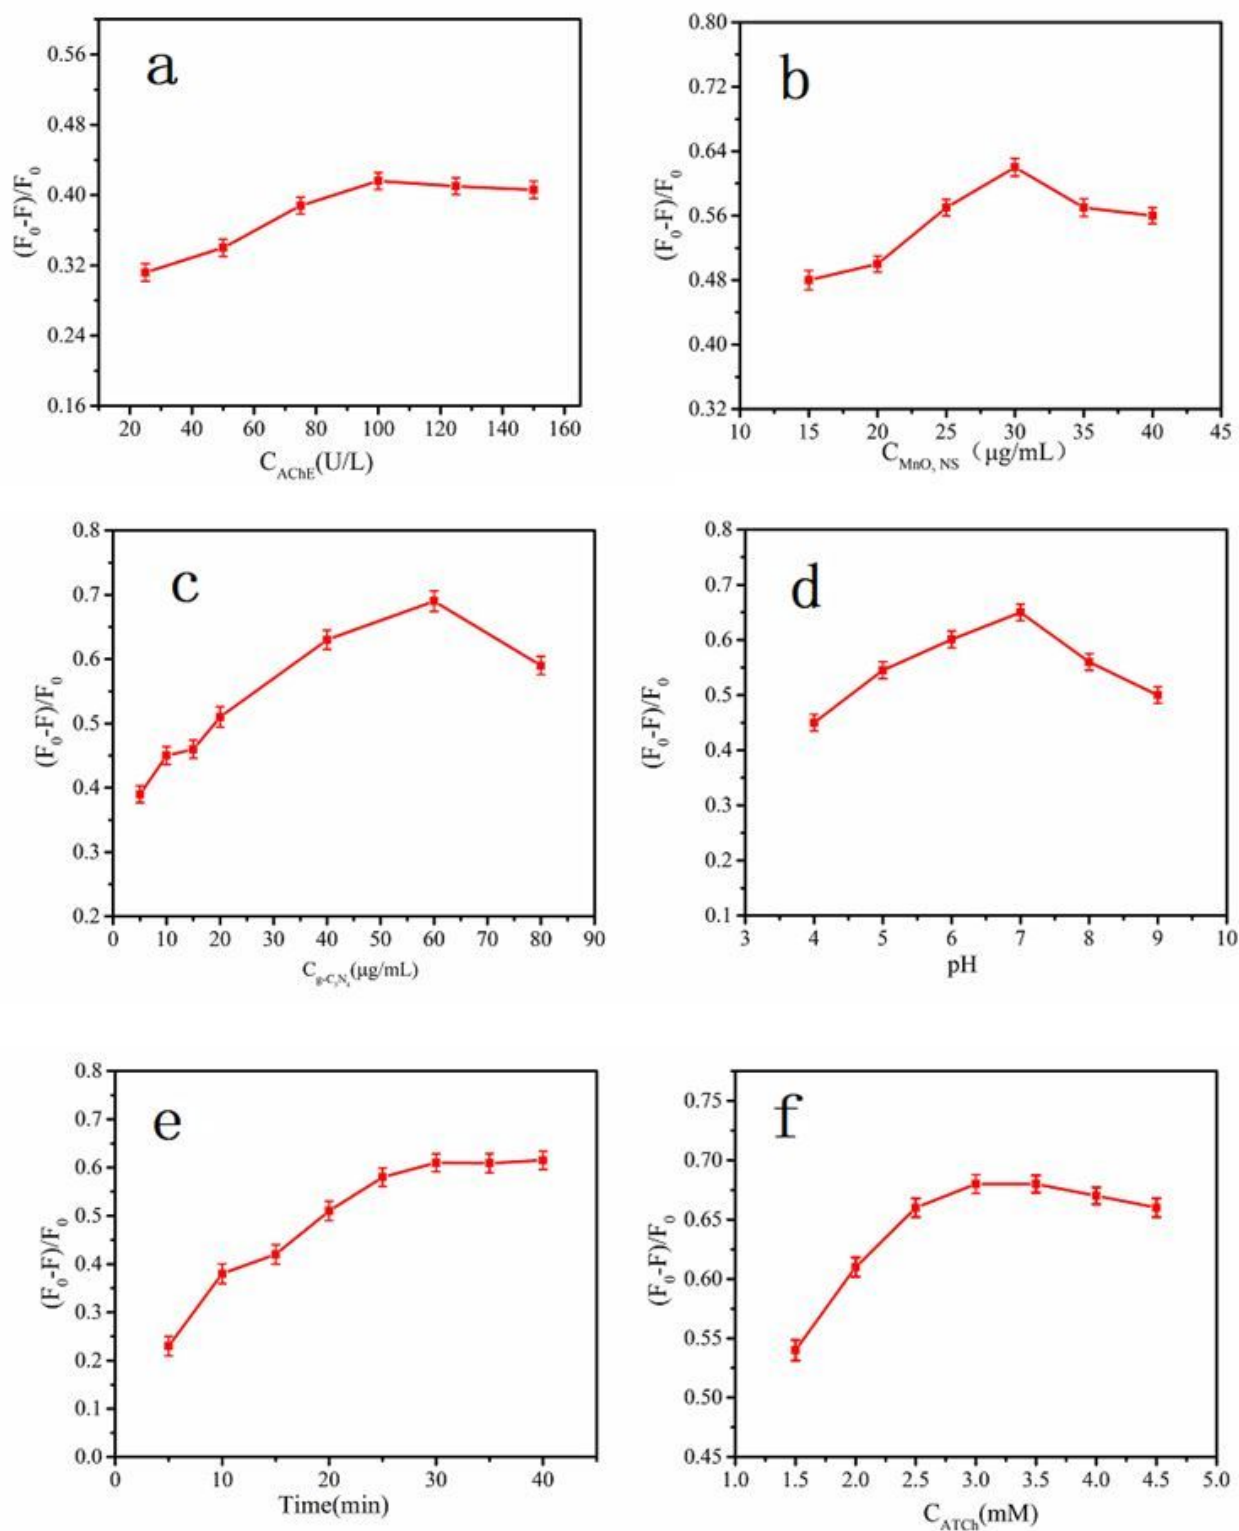 a
0.56
0.48
0.40
0.32
0.24
0.16
(F0-F)/F0
20 40 60 80 100 120 140 160
CAChE(U/L)
b
0.80
0.72
0.64
0.56
0.48
0.40
0.32
(F0-F)/F0
10 15 20 25 30 35 40 45
CMnO, NS (μg/mL)
c
0.8
0.7
0.6
0.5
0.4
0.3
0.2
(F0-F)/F0
0 10 20 30 40 50 60 70 80 90
Cg-C3N4(μg/mL)
d
0.8
0.7
0.6
0.5
0.4
0.3
0.2
0.1
(F0-F)/F0
3 4 5 6 7 8 9 10
pH
e
0.8
0.7
0.6
0.5
0.4
0.3
0.2
0.1
0.0
(F0-F)/F0
0 10 20 30 40
Time(min)
f
0.75
0.70
0.65
0.60
0.55
0.50
0.45
(F0-F)/F0
1.0 1.5 2.0 2.5 3.0 3.5 4.0 4.5 5.0
CATCh(mM)